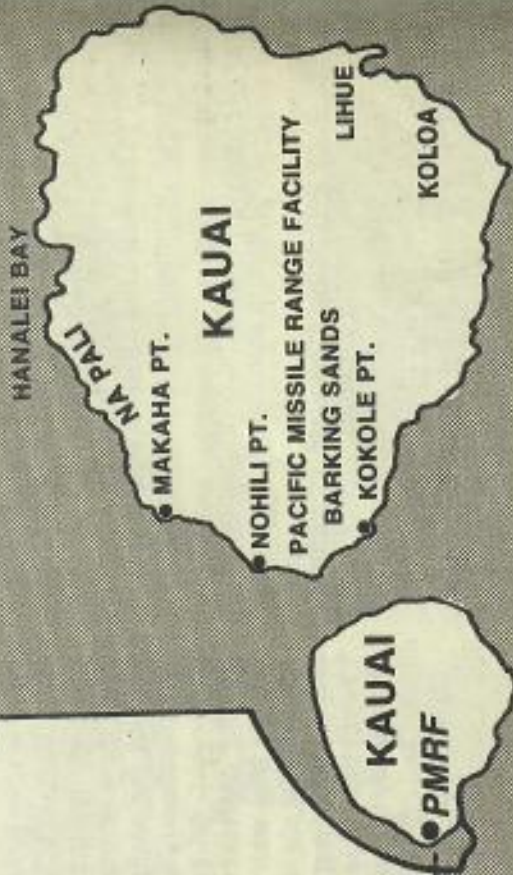 HANALEI BAY
NA PALI
MAKAHA PT.
KAUAI
NOHILI PT.
PACIFIC MISSILE RANGE FACILITY
LIHUE
BARKING SANDS
KOKOLE PT.
KOLOA
KAUAI
PMRF